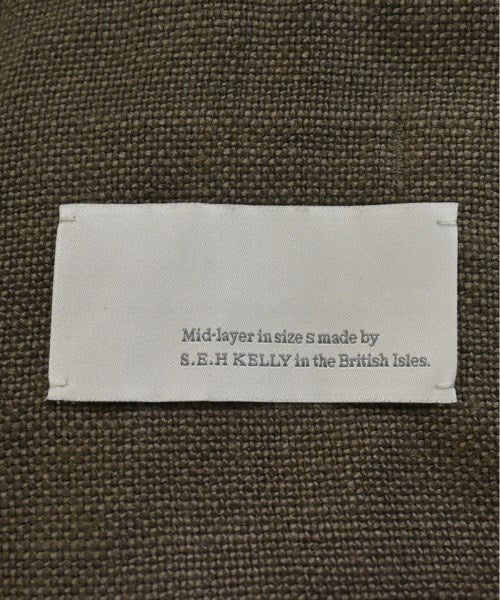 Mid-layer in size S made by
S.E.H KELLY in the British Isles.